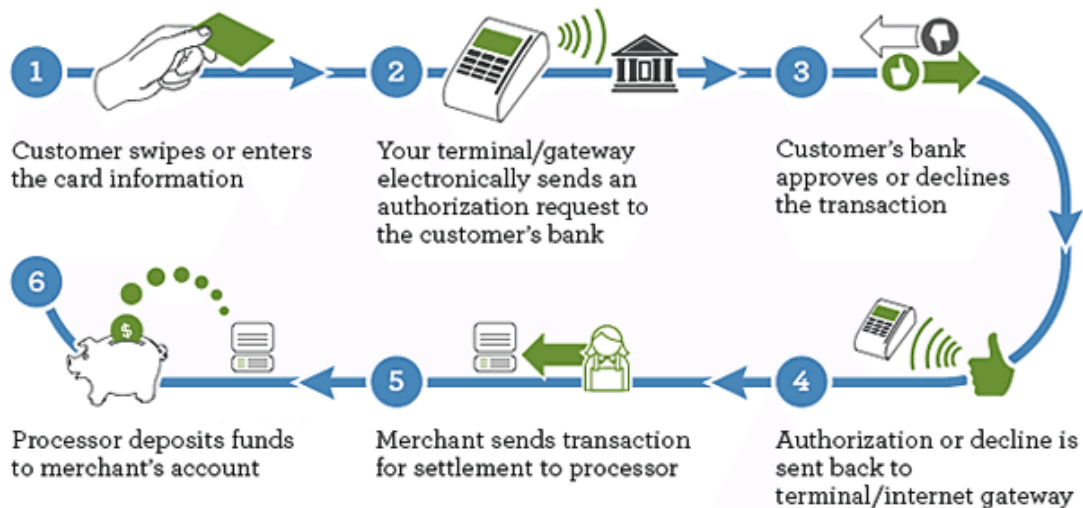 1
Customer swipes or enters
the card information
2
Your terminal/gateway
electronically sends an
authorization request to
the customer's bank
3
Customer's bank
approves or declines
the transaction
4
Authorization or decline is
sent back to
terminal/internet gateway
5
Merchant sends transaction
for settlement to processor
6
$
Processor deposits funds
to merchant's account